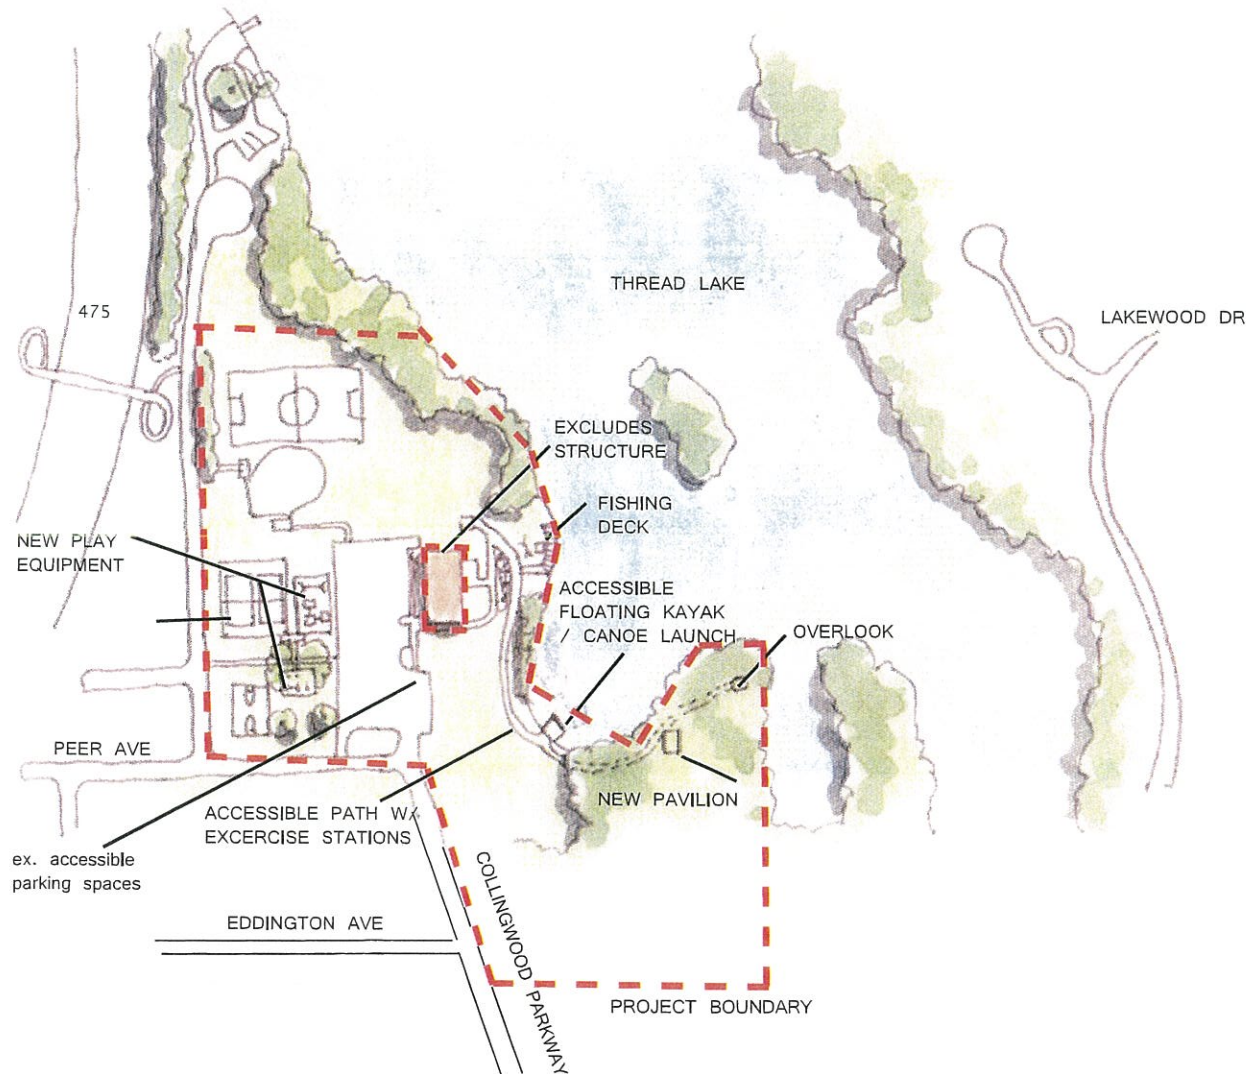 THREAD LAKE
475
LAKEWOOD DR
EXCLUDES
STRUCTURE
FISHING
DECK
NEW PLAY
EQUIPMENT
ACCESSIBLE
FLOATING KAYAK
/ CANOE LAUNCH
OVERLOOK
PEER AVE
NEW PAVILION
ACCESSIBLE PATH W/
EXCERCISE STATIONS
ex. accessible
parking spaces
COLLINGWOOD PARKWAY
EDDINGTON AVE
PROJECT BOUNDARY